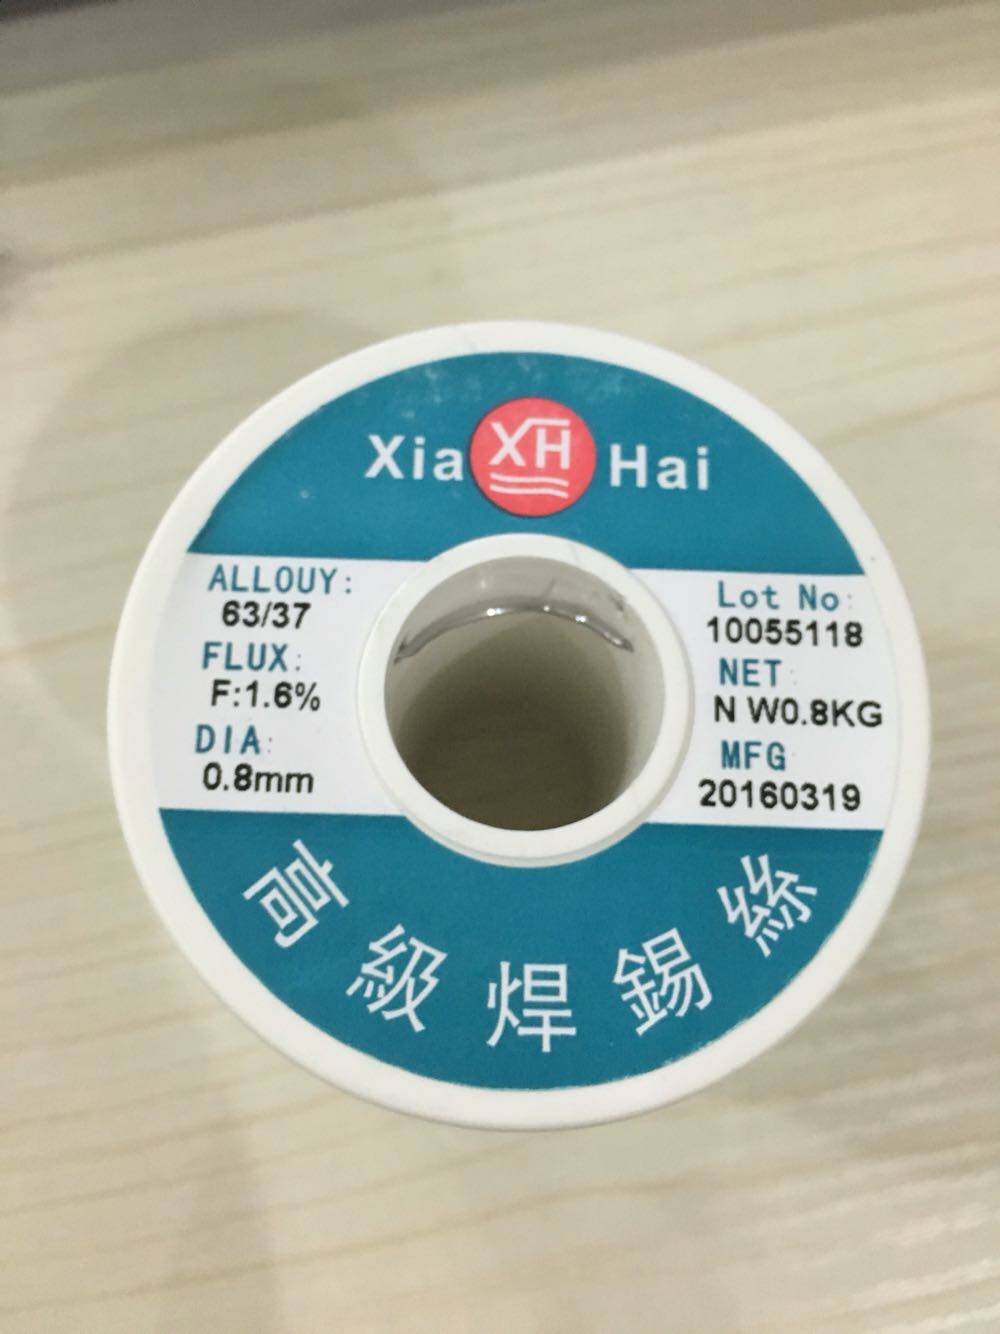 Xia XH Hai
ALLOUY:
63/37
FLUX:
F:1.6%
DIA:
0.8mm
Lot No:
10055118
NET:
N W0.8KG
MFG
20160319
高級焊錫絲